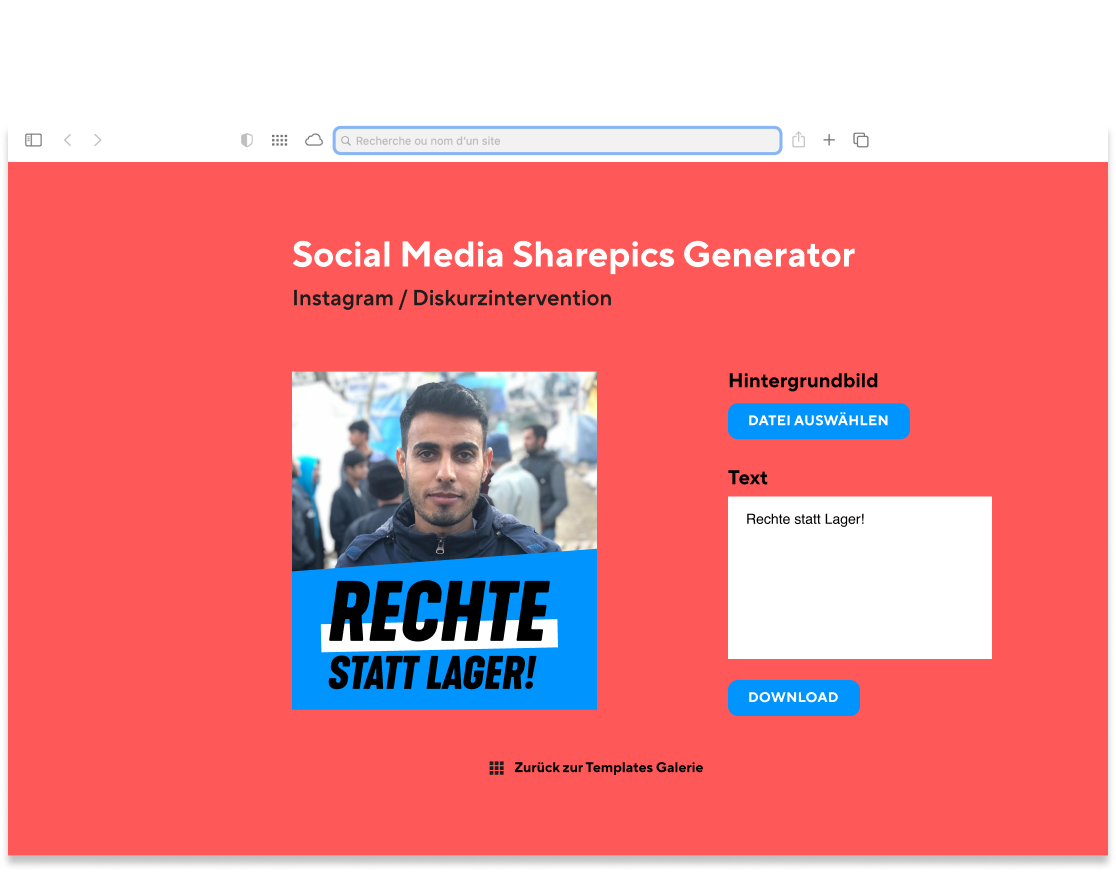 Recherche ou nom d'un site
Social Media Sharepics Generator
Instagram / Diskurzintervention
Hintergrundbild
DATEI AUSWÄHLEN
Text
Rechte statt Lager!
RECHTE
STATT LAGER!
DOWNLOAD
Zurück zur Templates Galerie